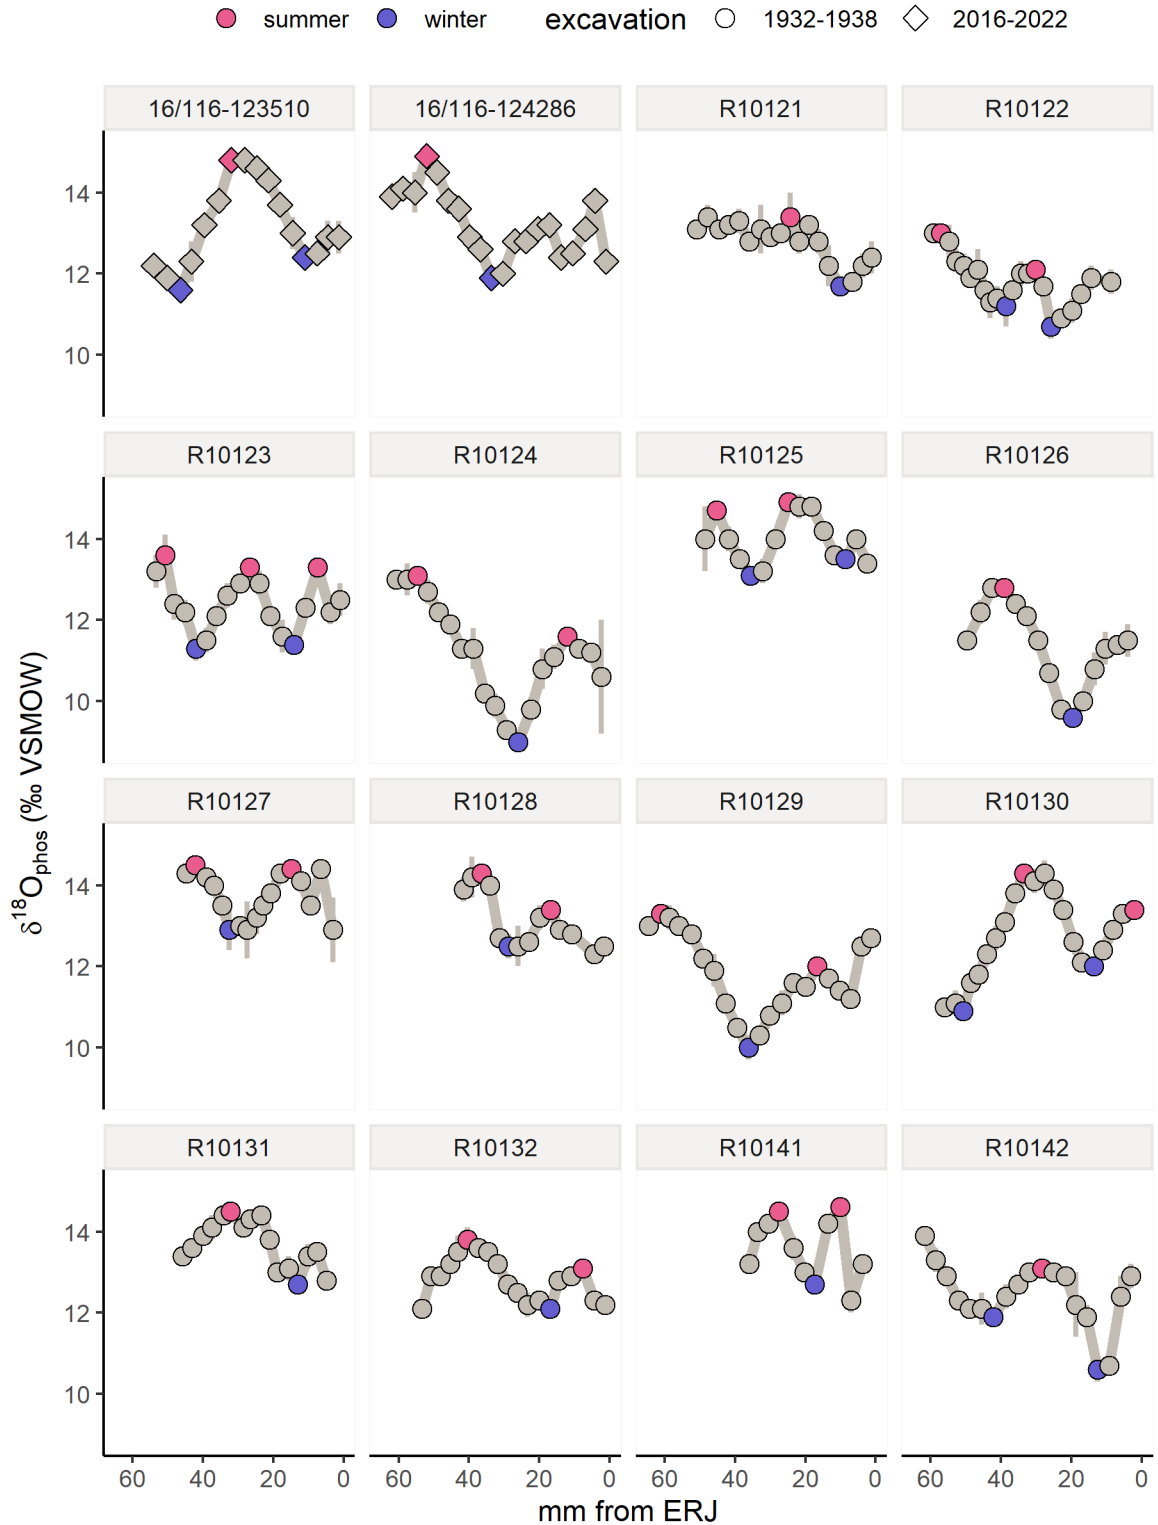 summer winter excavation 1932-1938 2016-2022
16/116-123510 16/116-124286 R10121 R10122
14
12
10
R10123 R10124 R10125 R10126
14
12
10
R10127 R10128 R10129 R10130
14
12
10
R10131 R10132 R10141 R10142
14
12
10
60 40 20 0 60 40 20 0 60 40 20 0 60 40 20 0
mm from ERJ
δ18Ophos (‰ VSMOW)